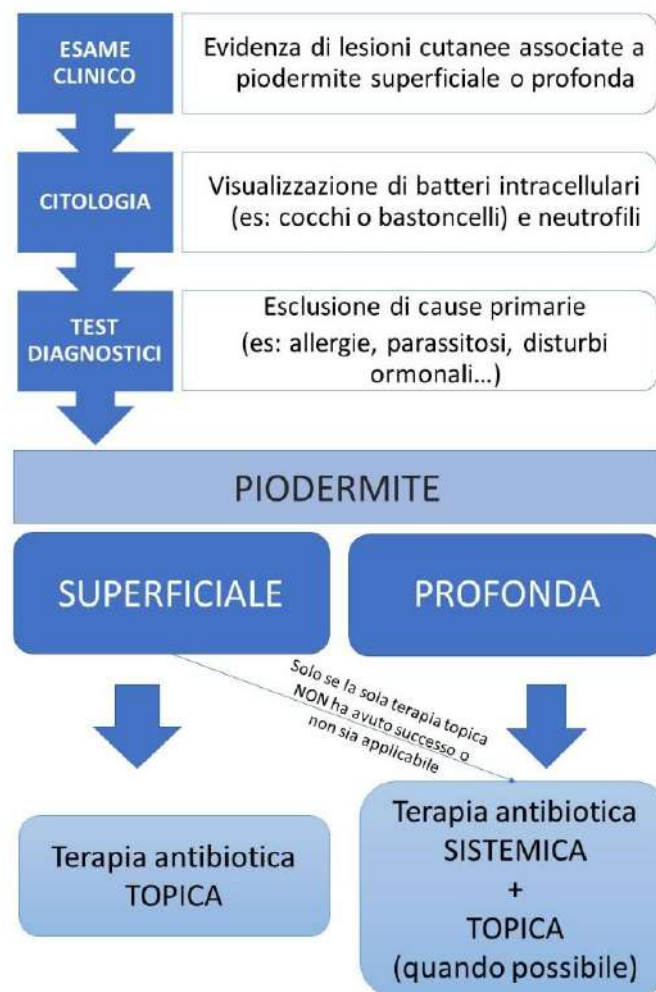 ESAME
CLINICO
Evidenza di lesioni cutanee associate a
piodermite superficiale o profonda
CITOLOGIA
Visualizzazione di batteri intracellulari
(es: cocchi o bastoncelli) e neutrofili
TEST
DIAGNOSTICI
Esclusione di cause primarie
(es: allergie, parassitosi, disturbi
ormonali...)
PIODERMITE
SUPERFICIALE
PROFONDA
Solo se la sola terapia topica
NON ha avuto successo o
non sia applicabile
Terapia antibiotica
TOPICA
Terapia antibiotica
SISTEMICA
+
TOPICA
(quando possibile)